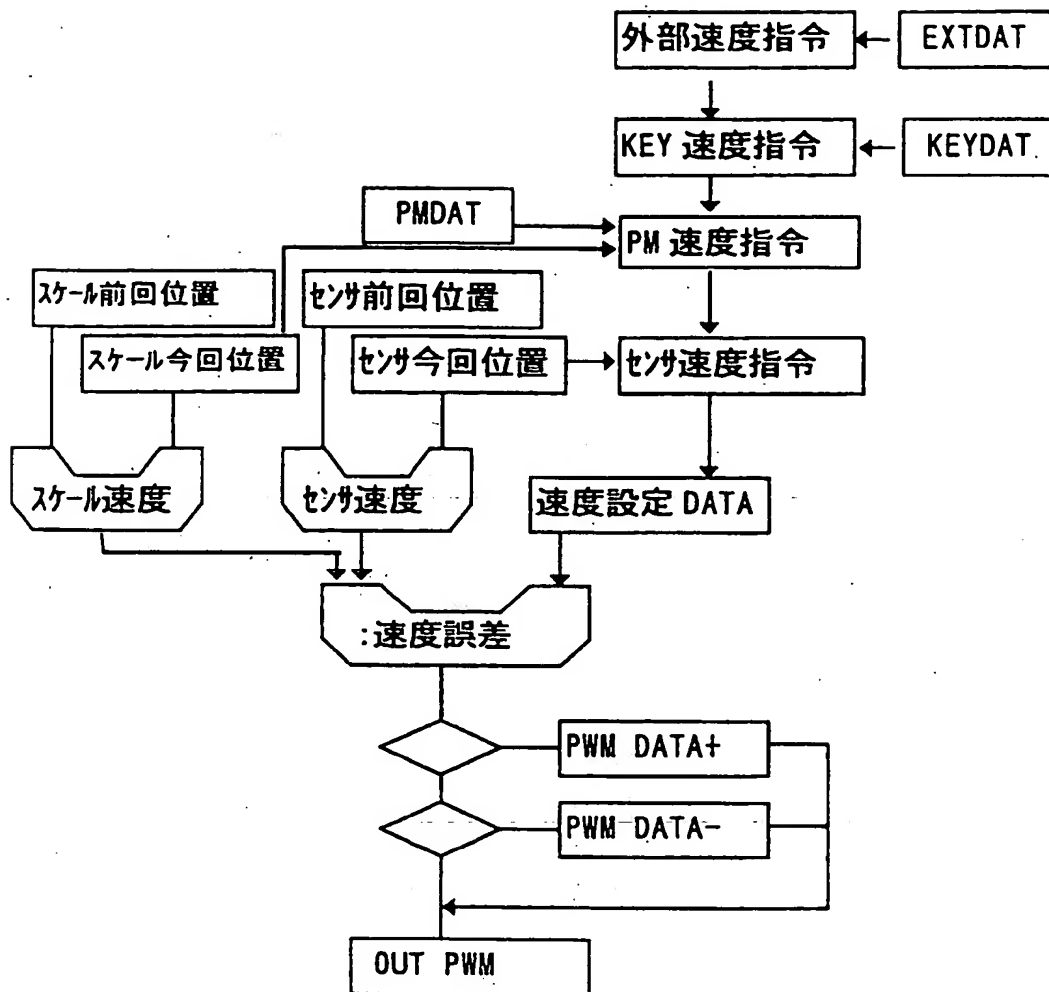 外部速度指令
EXTDAT
KEY 速度指令
KEYDAT
PMDAT
PM 速度指令
ｽｹｰﾙ前回位置
ｾﾝｻ前回位置
ｽｹｰﾙ今回位置
ｾﾝｻ今回位置
ｾﾝｻ速度指令
ｽｹｰﾙ速度
ｾﾝｻ速度
速度設定 DATA
:速度誤差
PWM DATA+
PWM DATA-
OUT PWM